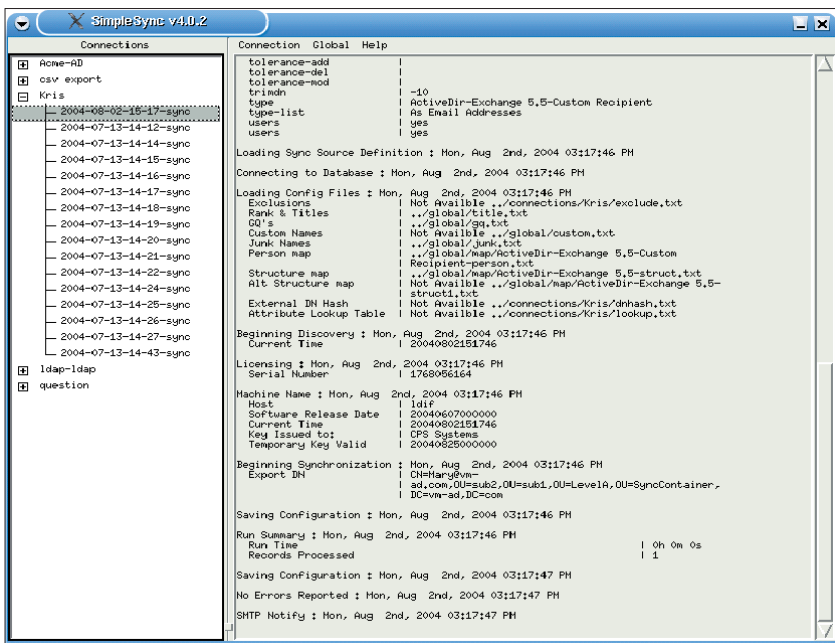 SimpleSync v4.0.2
Connections
Acme-AD
csv export
Kris
2004-08-02-15-17-sync
2004-07-13-14-12-sync
2004-07-13-14-14-sync
2004-07-13-14-15-sync
2004-07-13-14-16-sync
2004-07-13-14-17-sync
2004-07-13-14-18-sync
2004-07-13-14-19-sync
2004-07-13-14-20-sync
2004-07-13-14-21-sync
2004-07-13-14-22-sync
2004-07-13-14-24-sync
2004-07-13-14-25-sync
2004-07-13-14-26-sync
2004-07-13-14-27-sync
2004-07-13-14-43-sync
ldap-ldap
question
Connection Global Help
tolerance-add |
tolerance-del |
tolerance-mod |
trimdn | -10
type | ActiveDir-Exchange 5.5-Custom Recipient
type-list | As Email Addresses
users | yes
users | yes
Loading Sync Source Definition : Mon, Aug 2nd, 2004 03:17:46 PM
Connecting to Database : Mon, Aug 2nd, 2004 03:17:46 PM
Loading Config Files : Mon, Aug 2nd, 2004 03:17:46 PM
Exclusions | Not Availble ../connections/Kris/exclude.txt
Rank & Titles | ../global/title.txt
GQ's | ../global/gq.txt
Custom Names | Not Availble ../global/custom.txt
Junk Names | ../global/junk.txt
Person map | ../global/map/ActiveDir-Exchange 5.5-Custom
Recipient-person.txt
Structure map | ../global/map/ActiveDir-Exchange 5.5-struct.txt
Alt Structure map | Not Availble ../global/map/ActiveDir-Exchange 5.5-
| struct1.txt
External DN Hash | Not Availble ../connections/Kris/dnhash.txt
Attribute Lookup Table | Not Availble ../connections/Kris/lookup.txt
Beginning Discovery : Mon, Aug 2nd, 2004 03:17:46 PM
Current Time | 20040802151746
Licensing : Mon, Aug 2nd, 2004 03:17:46 PM
Serial Number | 1768056164
Machine Name : Mon, Aug 2nd, 2004 03:17:46 PM
Host | ldif
Software Release Date | 20040607000000
Current Time | 20040802151746
Key Issued to: | CPS Systems
Temporary Key Valid | 20040825000000
Beginning Synchronization : Mon, Aug 2nd, 2004 03:17:46 PM
Export DN | CN=Mary@vm-
| ad.com,OU=sub2,OU=sub1,OU=LevelA,OU=SyncContainer,
| DC=vm-ad,DC=com
Saving Configuration : Mon, Aug 2nd, 2004 03:17:46 PM
Run Summary : Mon, Aug 2nd, 2004 03:17:46 PM
Run Time | 0h 0m 0s
Records Processed | 1
Saving Configuration : Mon, Aug 2nd, 2004 03:17:47 PM
No Errors Reported : Mon, Aug 2nd, 2004 03:17:47 PM
SMTP Notify : Mon, Aug 2nd, 2004 03:17:47 PM